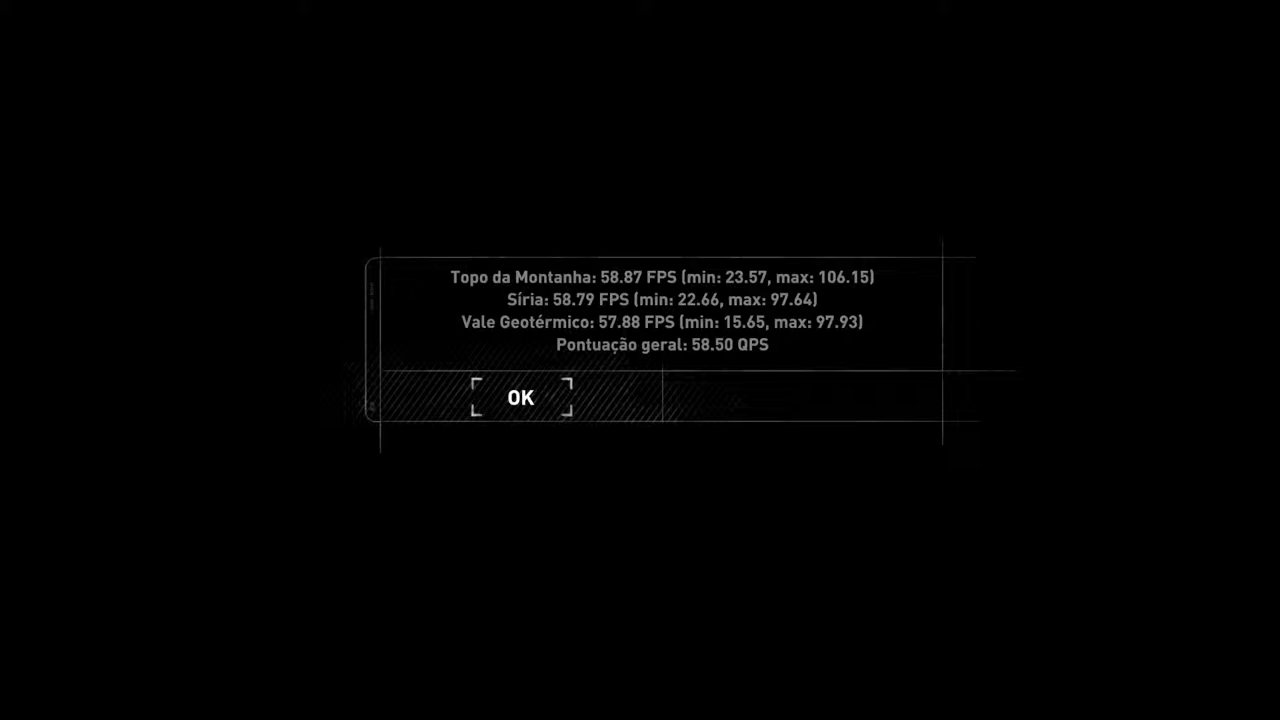 Topo da Montanha: 58.87 FPS (min: 23.57, max: 106.15)
Síria: 58.79 FPS (min: 22.66, max: 97.64)
Vale Geotérmico: 57.88 FPS (min: 15.65, max: 97.93)
Pontuação geral: 58.50 QPS
OK